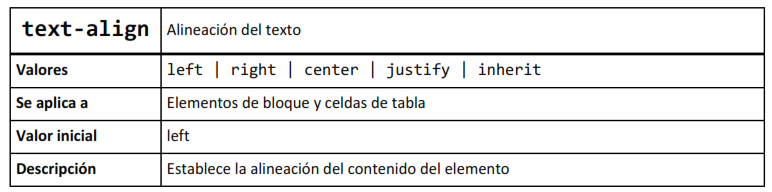 text-align Alineación del texto
Valores left | right | center | justify | inherit
Se aplica a Elementos de bloque y celdas de tabla
Valor inicial left
Descripción Establece la alineación del contenido del elemento